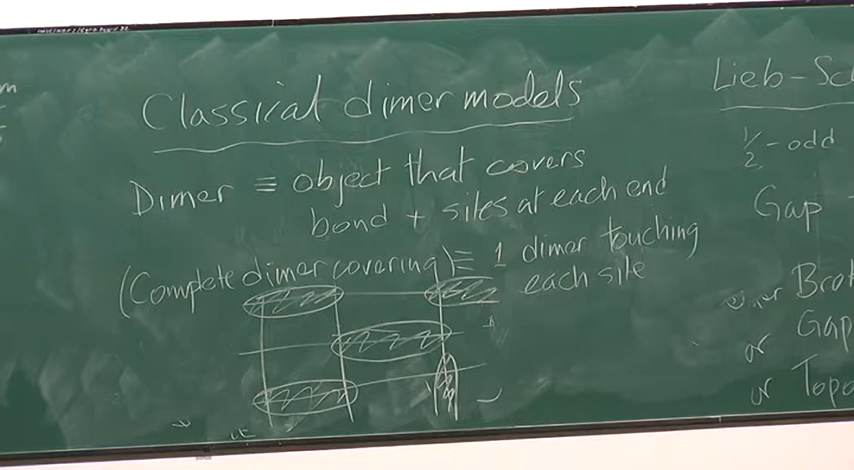 Classical dimer models
Dimer ≡ object that covers
bond + sites at each end
(Complete dimer covering) ≡ 1 dimer touching
each site
Lieb-Sc
1/2-odd
Gap
Brok
or Gap
or Topo